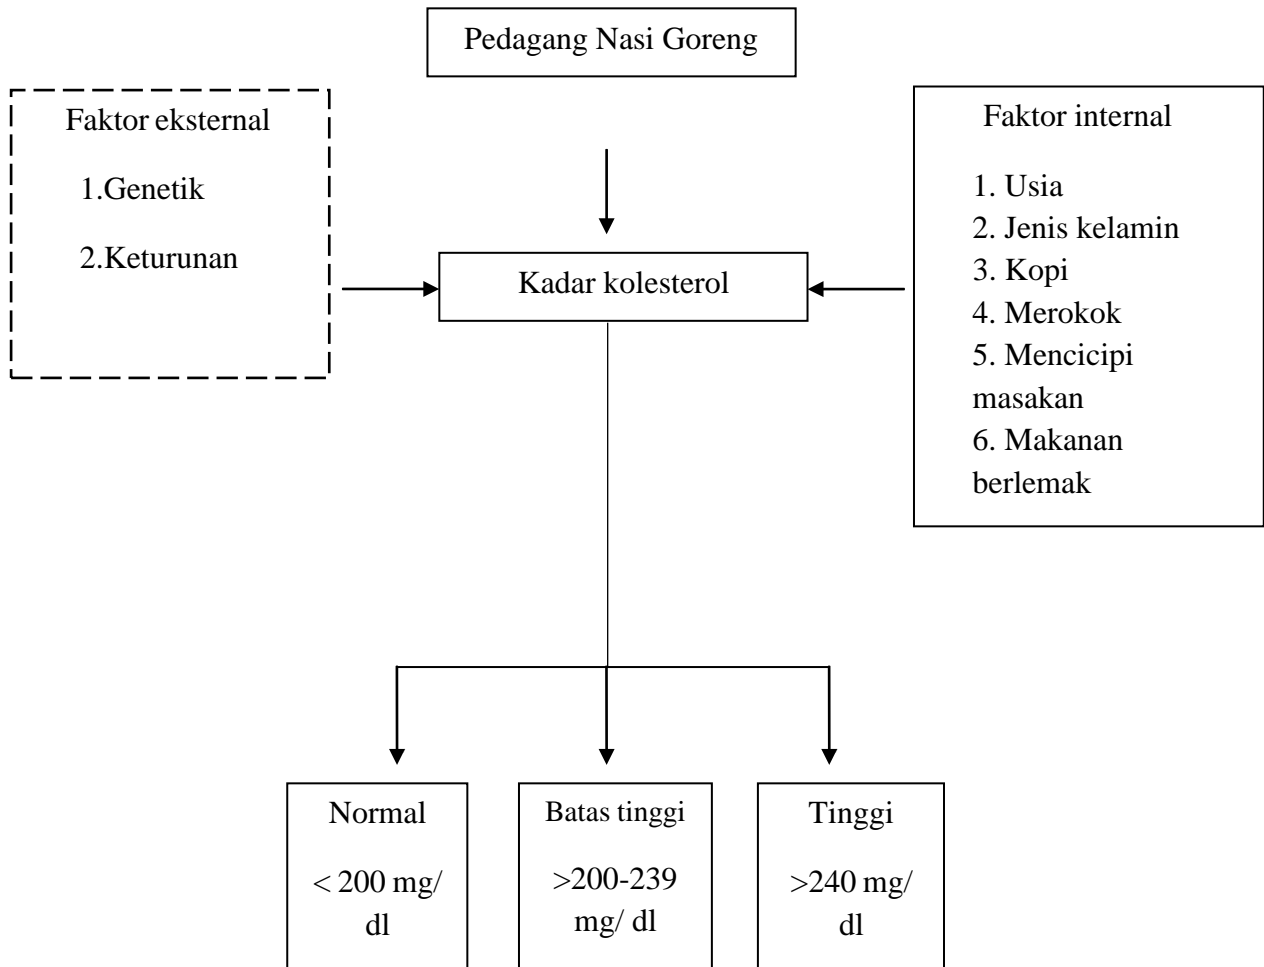 Pedagang Nasi Goreng
Faktor eksternal
1.Genetik
2.Keturunan
Kadar kolesterol
Faktor internal
1. Usia
2. Jenis kelamin
3. Kopi
4. Merokok
5. Mencicipi
masakan
6. Makanan
berlemak
Normal
< 200 mg/
dl
Batas tinggi
>200-239
mg/ dl
Tinggi
>240 mg/
dl